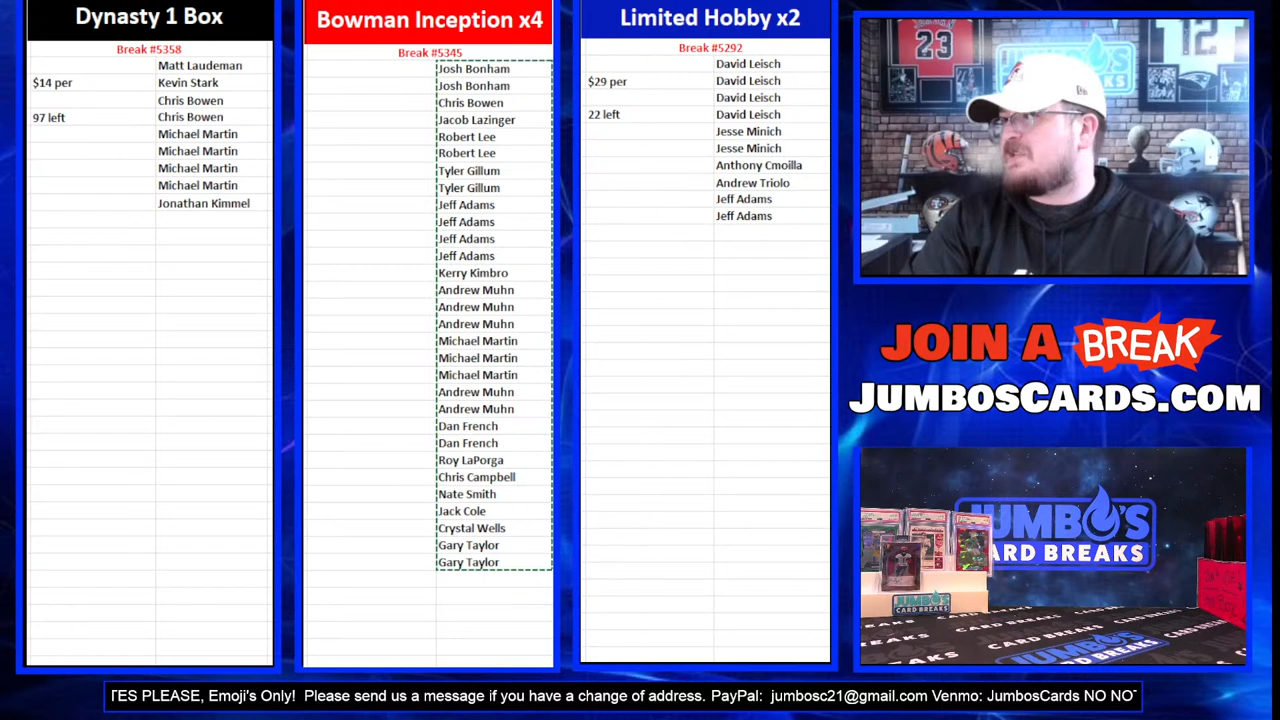 Dynasty 1 Box
Break #5358
Matt Laudeman
$14 per Kevin Stark
Chris Bowen
97 left Chris Bowen
Michael Martin
Michael Martin
Michael Martin
Michael Martin
Jonathan Kimmel
Bowman Inception x4
Break #5345
Josh Bonham
Josh Bonham
Chris Bowen
Jacob Lazinger
Robert Lee
Robert Lee
Tyler Gillum
Tyler Gillum
Jeff Adams
Jeff Adams
Jeff Adams
Jeff Adams
Kerry Kimbro
Andrew Muhn
Andrew Muhn
Andrew Muhn
Michael Martin
Michael Martin
Michael Martin
Andrew Muhn
Andrew Muhn
Dan French
Dan French
Roy LaPorga
Chris Campbell
Nate Smith
Jack Cole
Crystal Wells
Gary Taylor
Gary Taylor
Limited Hobby x2
Break #5292
David Leisch
$29 per David Leisch
David Leisch
22 left David Leisch
Jesse Minich
Jesse Minich
Anthony Cmoilla
Andrew Triolo
Jeff Adams
Jeff Adams
23
12
JOIN A BREAK
JUMBOSCARDS.COM
JUMBO'S
CARD BREAKS
JUMBO'S
CARD BREAKS
TES PLEASE, Emoji's Only! Please send us a message if you have a change of address. PayPal: jumbosc21@gmail.com Venmo: JumbosCards NO NOT